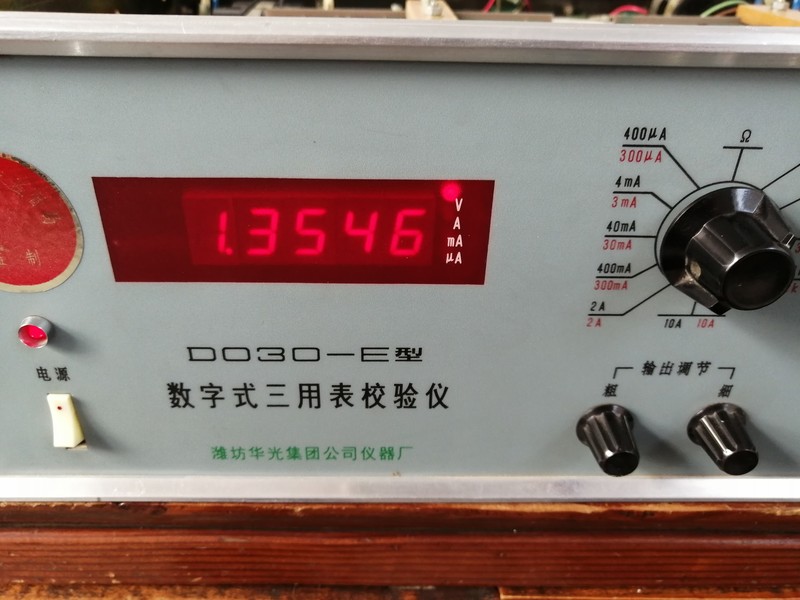 400μA
300μA
Ω
4mA
3mA
40mA
30mA
400mA
300mA
2A
2A
10A 10A
1.3546
V
A
mA
μA
制
电源
DO30-E型
数字式三用表校验仪
潍坊华光集团公司仪器厂
输出调节
粗 细